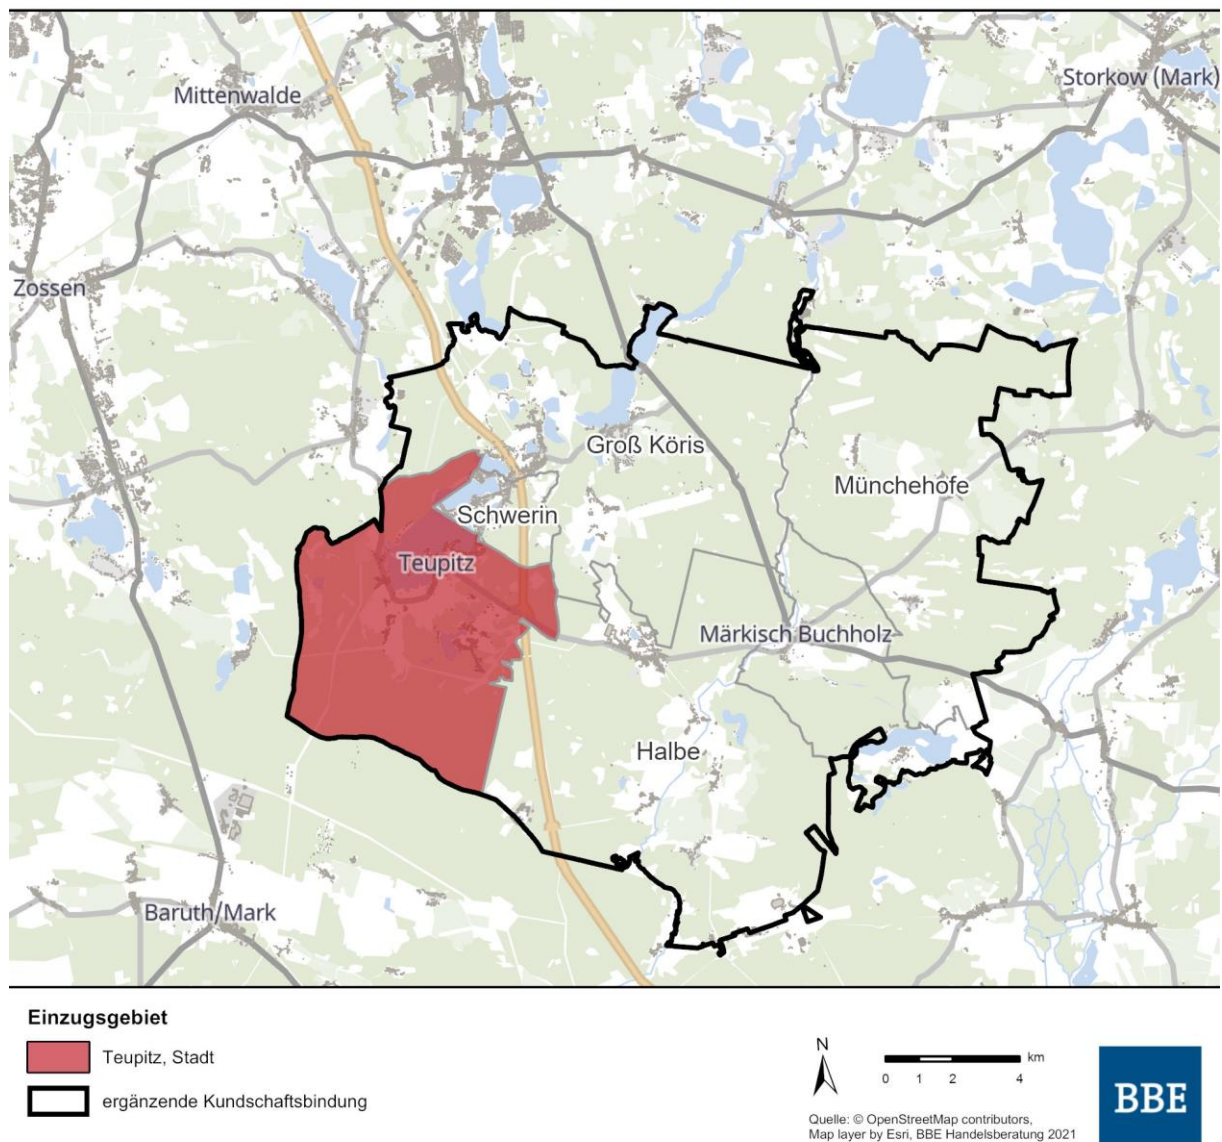 Mittenwalde
Storkow (Mark)
Zossen
Groß Köris
Münchehofe
Schwerin
Teupitz
Märkisch Buchholz
Halbe
Baruth/Mark
Einzugsgebiet
Teupitz, Stadt
ergänzende Kundschaftsbindung
N
km
0 1 2 4
Quelle: © OpenStreetMap contributors,
Map layer by Esri, BBE Handelsberatung 2021
BBE